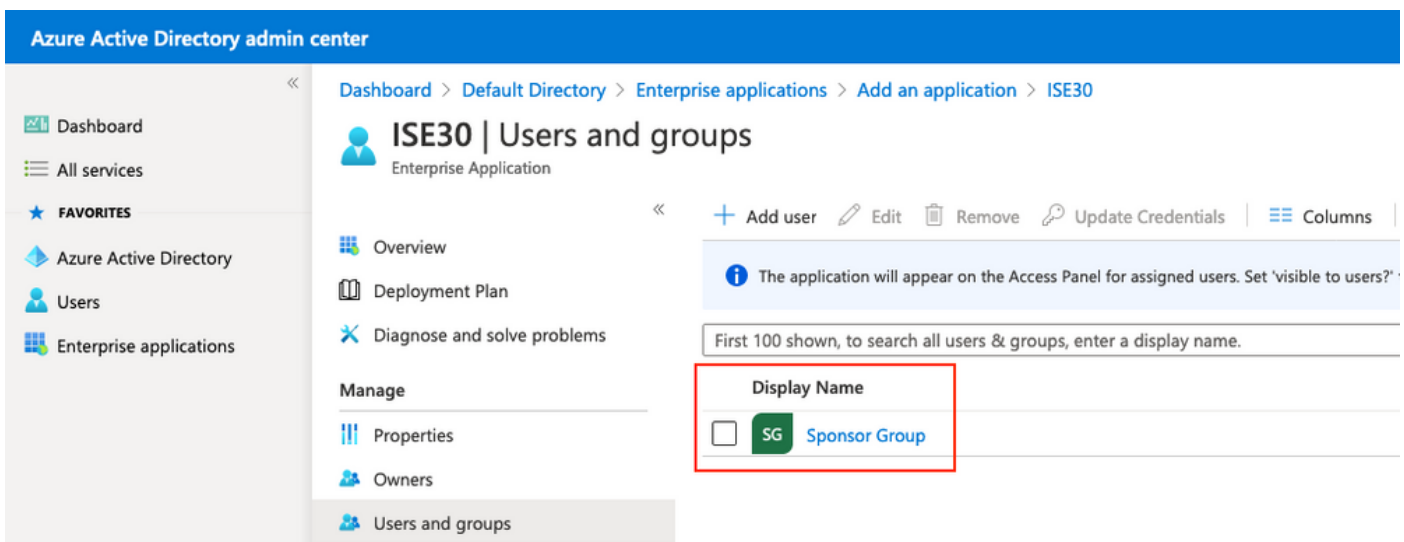 Azure Active Directory admin center
«
Dashboard
All services
FAVORITES
Azure Active Directory
Users
Enterprise applications
Dashboard > Default Directory > Enterprise applications > Add an application > ISE30
ISE30 | Users and groups
Enterprise Application
«
Overview
Deployment Plan
Diagnose and solve problems
Manage
Properties
Owners
Users and groups
+ Add user Edit Remove Update Credentials Columns
The application will appear on the Access Panel for assigned users. Set 'visible to users?'
First 100 shown, to search all users & groups, enter a display name.
Display Name
SG Sponsor Group